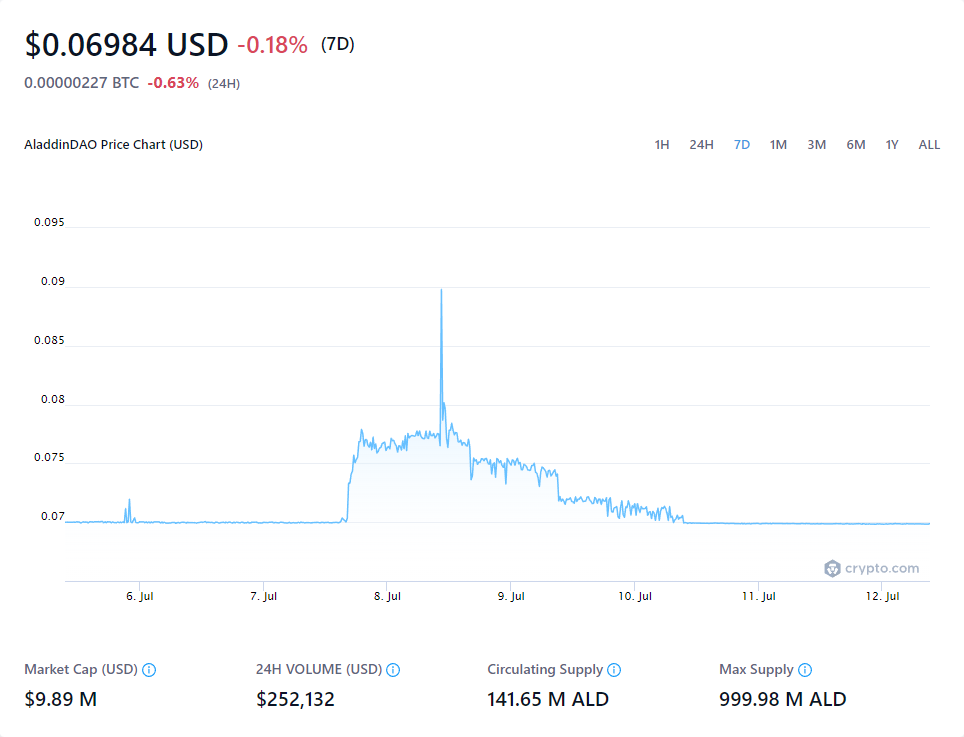 $0.06984 USD -0.18% (7D)
0.00000227 BTC -0.63% (24H)
AladdinDAO Price Chart (USD) 1H 24H 7D 1M 3M 6M 1Y ALL
0.095
0.09
0.085
0.08
0.075
0.07
crypto.com
6. Jul 7. Jul 8. Jul 9. Jul 10. Jul 11. Jul 12. Jul
Market Cap (USD) 24H VOLUME (USD) Circulating Supply Max Supply
$9.89 M $252,132 141.65 M ALD 999.98 M ALD